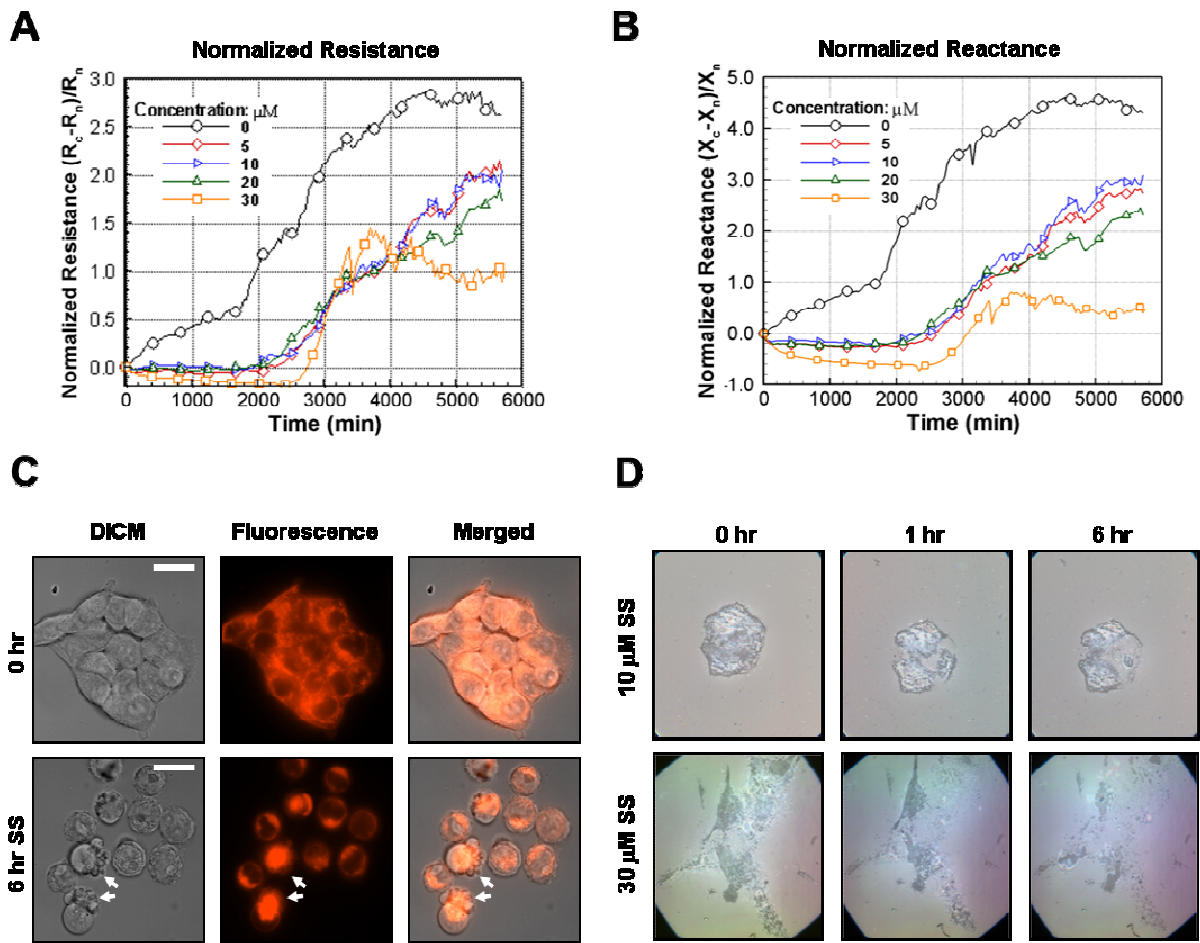 A
Normalized Resistance
Normalized Resistance (Rc-Rn)/Rn
3.0
2.5
2.0
1.5
1.0
0.5
0.0
Concentration: μM
0
5
10
20
30
0 1000 2000 3000 4000 5000 6000
Time (min)
B
Normalized Reactance
Normalized Reactance (Xc-Xn)/Xn
5.0
4.0
3.0
2.0
1.0
0.0
-1.0
Concentration: μM
0
5
10
20
30
0 1000 2000 3000 4000 5000 6000
Time (min)
C
DICM Fluorescence Merged
0 hr
6 hr SS
D
0 hr 1 hr 6 hr
10 μM SS
30 μM SS